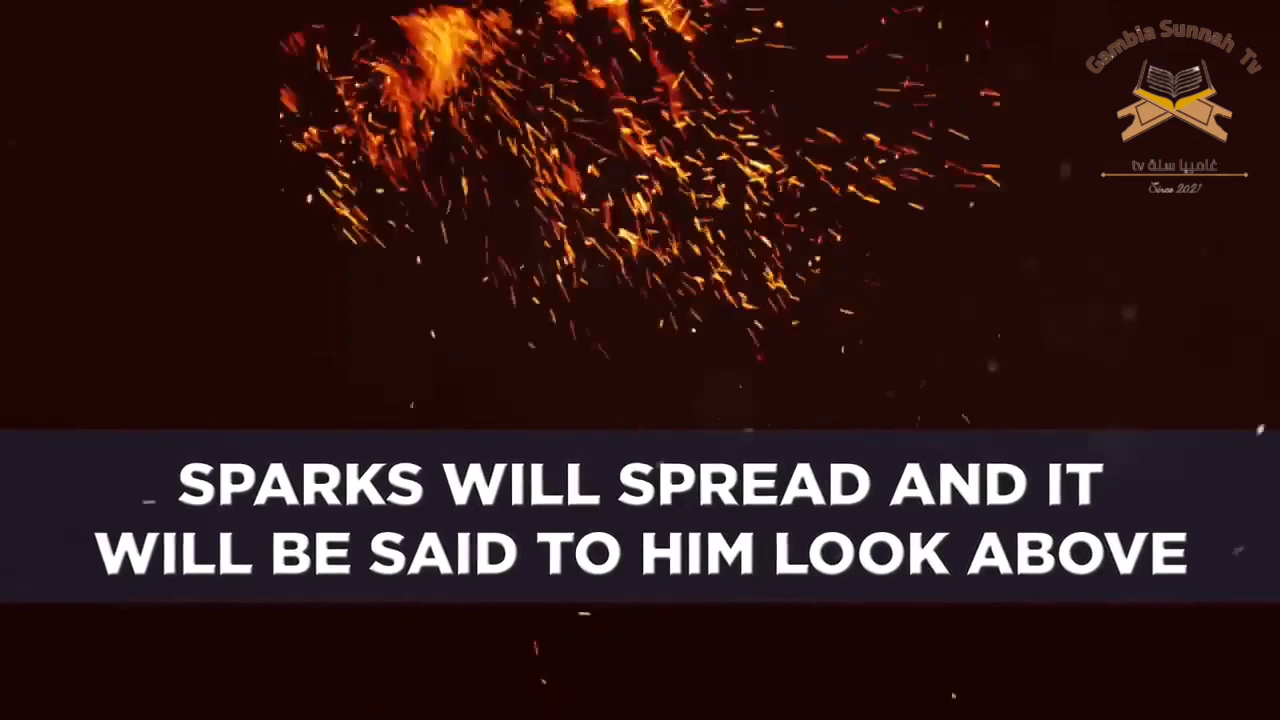 Gambia Sunnah Tv
غامبيا سنة tv
Since 2021
SPARKS WILL SPREAD AND IT
WILL BE SAID TO HIM LOOK ABOVE